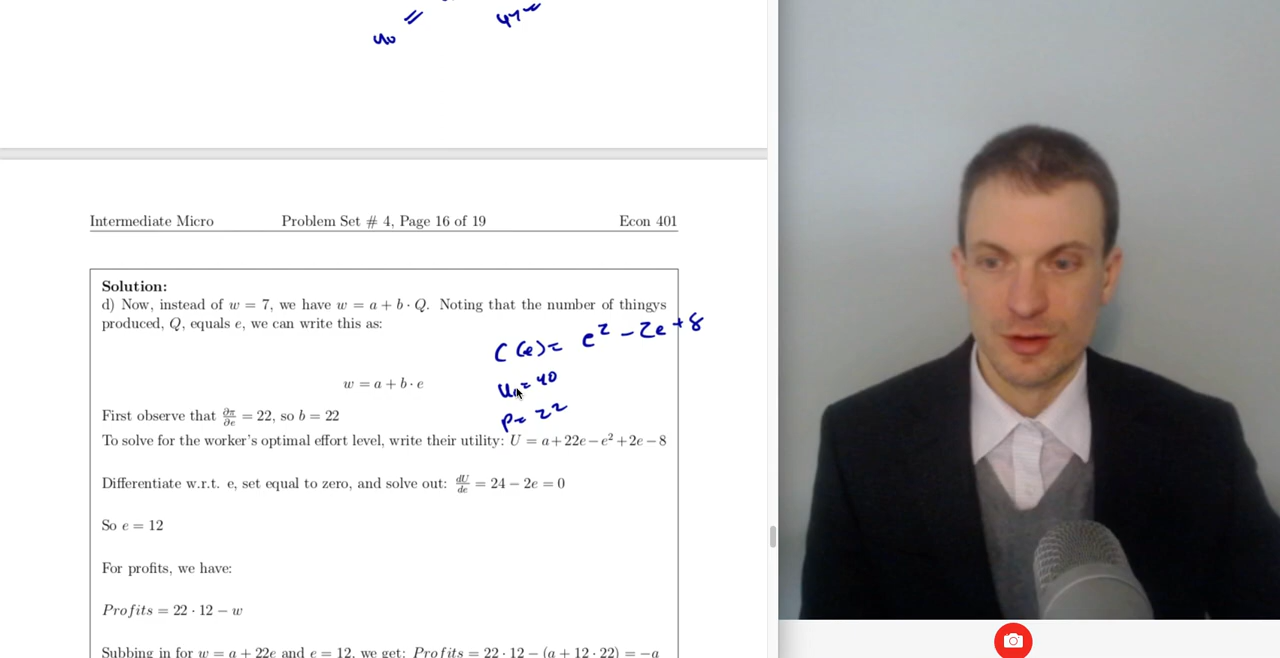 u₀ =
Intermediate Micro Problem Set # 4, Page 16 of 19 Econ 401
Solution:
d) Now, instead of w = 7, we have w = a + b · Q. Noting that the number of thingys
produced, Q, equals e, we can write this as:
C(e) = e² − 2e + 8
w = a + b · e
u₀ = 40
First observe that ∂π/∂e = 22, so b = 22
P = 22
To solve for the worker's optimal effort level, write their utility: U = a + 22e − e² + 2e − 8
Differentiate w.r.t. e, set equal to zero, and solve out: dU/de = 24 − 2e = 0
So e = 12
For profits, we have:
Profits = 22 · 12 − w
Subbing in for w = a + 22e and e = 12, we get: Profits = 22 · 12 − (a + 12 · 22) = −a